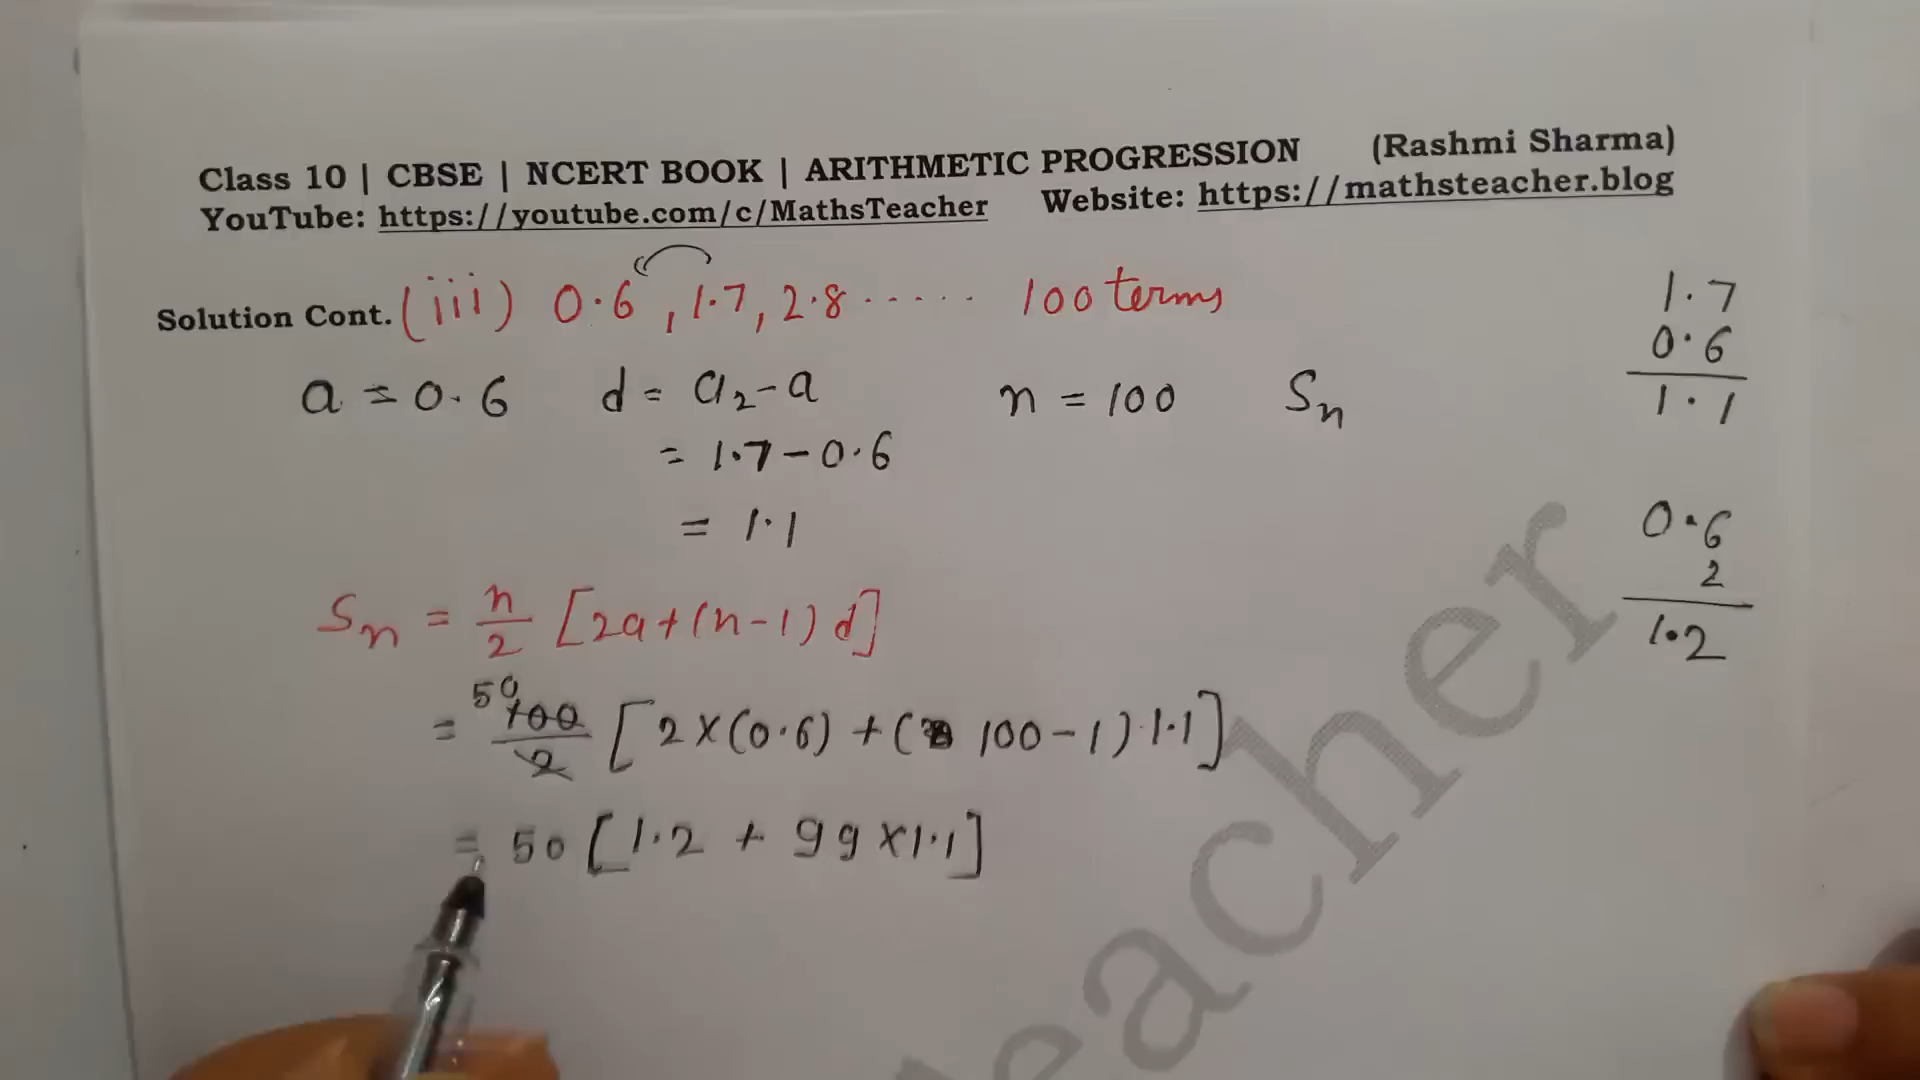 Class 10 | CBSE | NCERT BOOK | ARITHMETIC PROGRESSION (Rashmi Sharma)
YouTube: https://youtube.com/c/MathsTeacher Website: https://mathsteacher.blog
Solution Cont. (iii) 0.6, 1.7, 2.8 ...... 100 terms
a = 0.6 d = a₂ - a n = 100 Sn
= 1.7 - 0.6
= 1.1
Sn = n/2 [2a + (n - 1) d]
50
= 100/2 [2 × (0.6) + (100 - 1) 1.1]
= 50 [1.2 + 99 × 1.1]
1.7
0.6
1.1
0.6
2
1.2
eacher